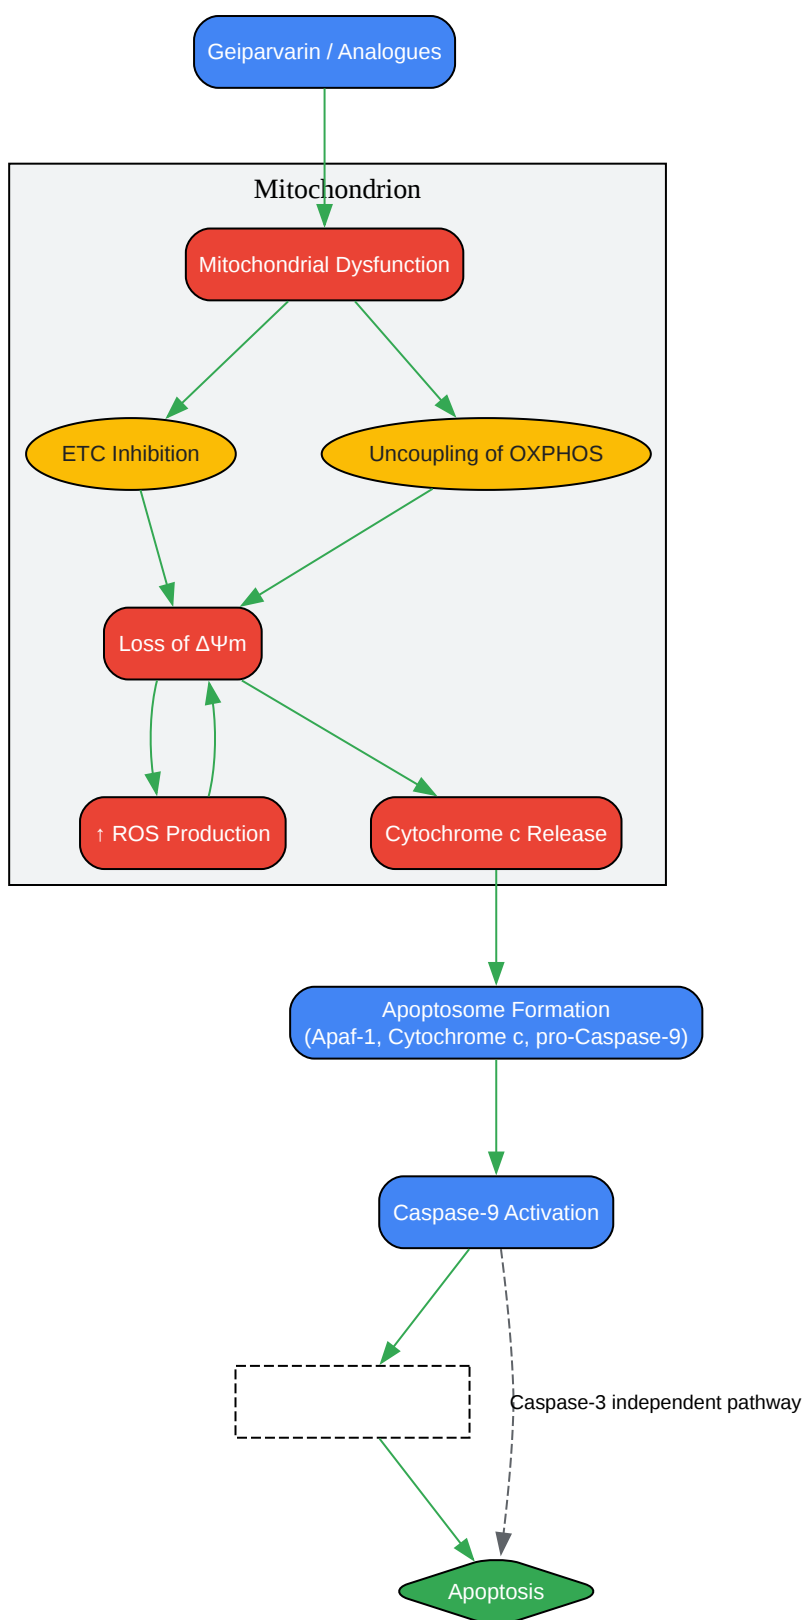 Geiparvarin / Analogues
Mitochondrion
Mitochondrial Dysfunction
ETC Inhibition
Uncoupling of OXPHOS
Loss of ΔΨm
↑ ROS Production
Cytochrome c Release
Apoptosome Formation
(Apaf-1, Cytochrome c, pro-Caspase-9)
Caspase-9 Activation
Caspase-3 independent pathway
Apoptosis